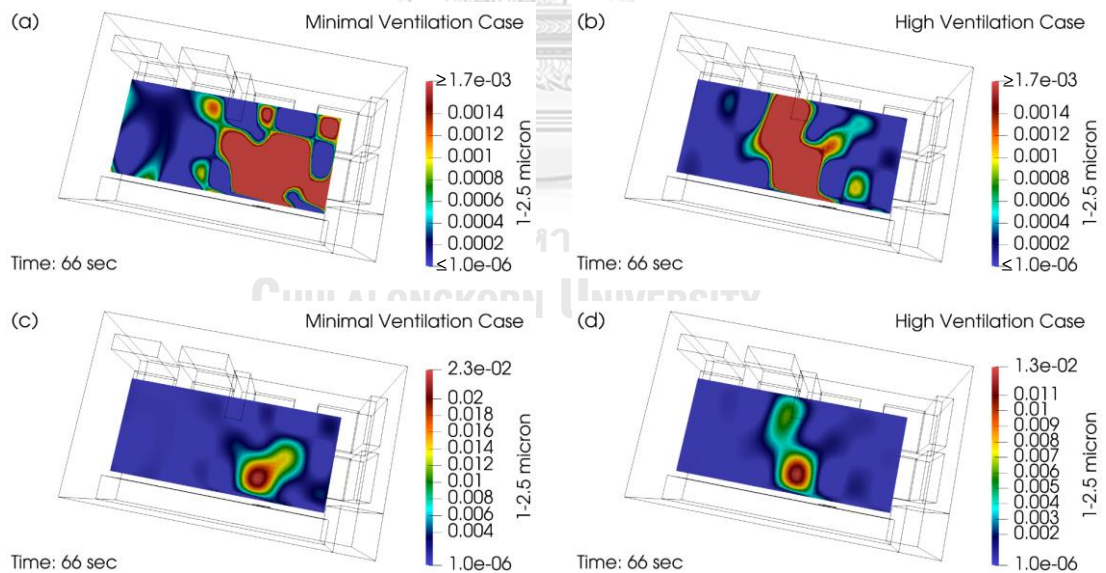 (a) Minimal Ventilation Case
≥1.7e-03
0.0014
0.0012
0.001
0.0008
0.0006
0.0004
0.0002
≤1.0e-06
1-2.5 micron
Time: 66 sec
(b) High Ventilation Case
≥1.7e-03
0.0014
0.0012
0.001
0.0008
0.0006
0.0004
0.0002
≤1.0e-06
1-2.5 micron
Time: 66 sec
CHULALONGKORN UNIVERSITY
(c) Minimal Ventilation Case
2.3e-02
0.02
0.018
0.016
0.014
0.012
0.010
0.008
0.006
0.004
1.0e-06
1-2.5 micron
Time: 66 sec
(d) High Ventilation Case
1.3e-02
0.011
0.01
0.009
0.008
0.007
0.006
0.005
0.004
0.003
0.002
1.0e-06
1-2.5 micron
Time: 66 sec